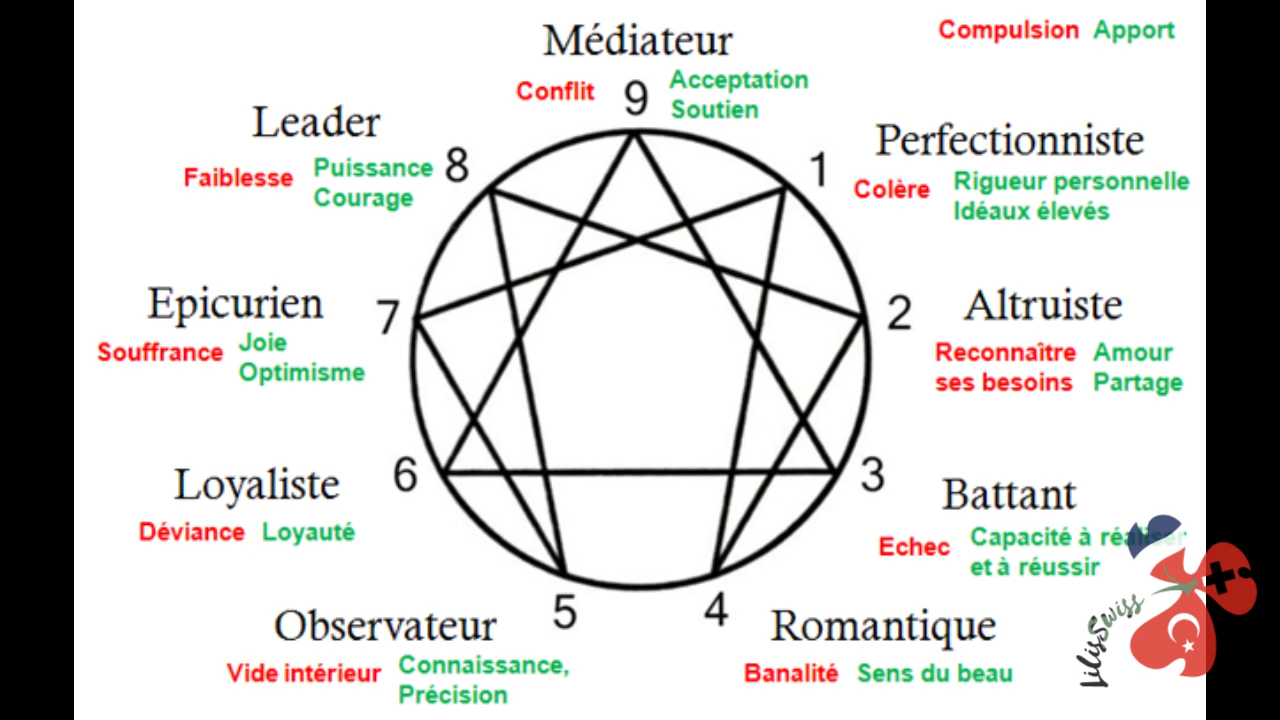 Compulsion Apport
Médiateur
Conflit
9
Acceptation
Soutien
Leader
8
Faiblesse
Puissance
Courage
Perfectionniste
1
Colère
Rigueur personnelle
Idéaux élevés
Epicurien
7
Souffrance
Joie
Optimisme
2
Altruiste
Reconnaître
ses besoins
Amour
Partage
Loyaliste
6
Déviance Loyauté
3
Battant
Echec
Capacité à réaliser
et à réussir
Observateur
5
Vide intérieur
Connaissance,
Précision
4
Romantique
Banalité Sens du beau
LilisSwiss